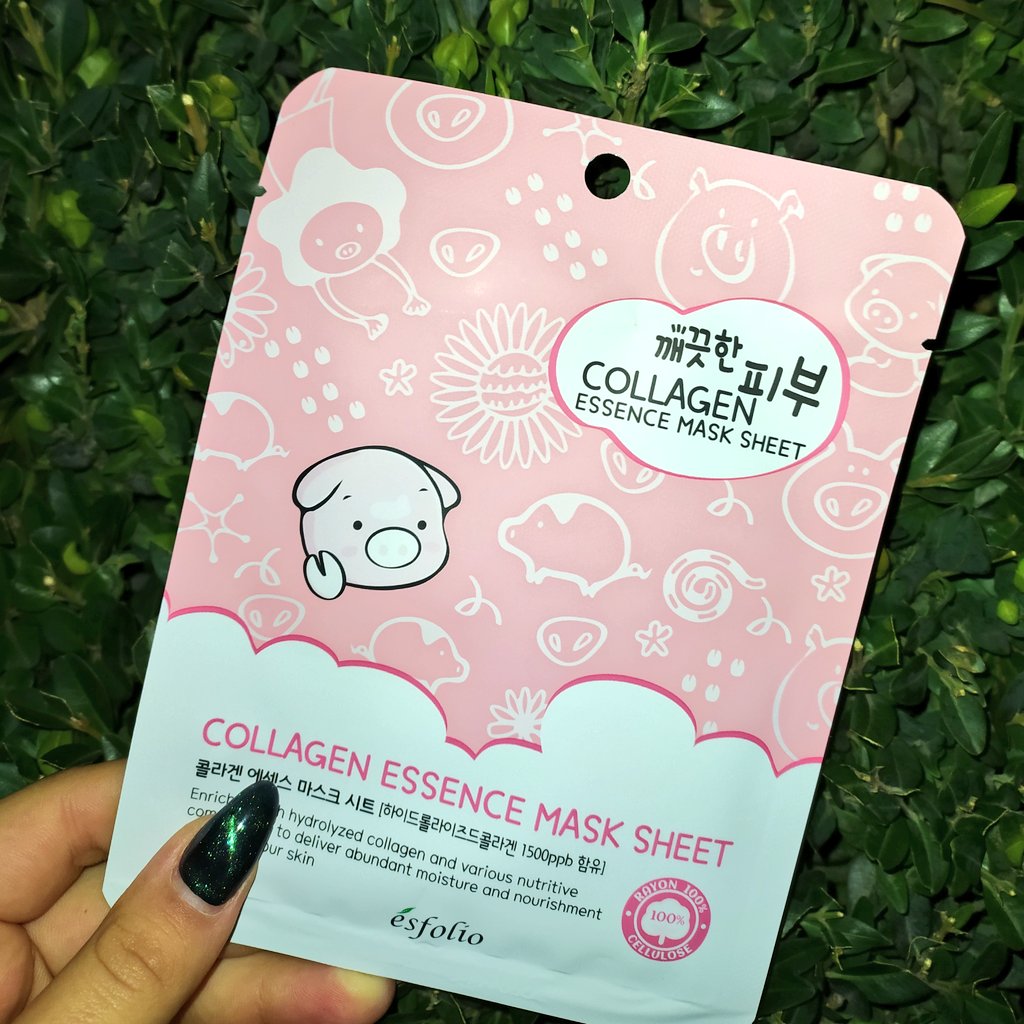 깨끗한
COLLAGEN 피부
ESSENCE MASK SHEET
COLLAGEN ESSENCE MASK SHEET
콜라겐 에센스 마스크 시트 [하이드롤라이즈드콜라겐 1500ppb 함유]
hydrolyzed collagen and various nutritive
to deliver abundant moisture and nourishment
skin
esfolio
RAYON 100%
100%
CELLULOSE